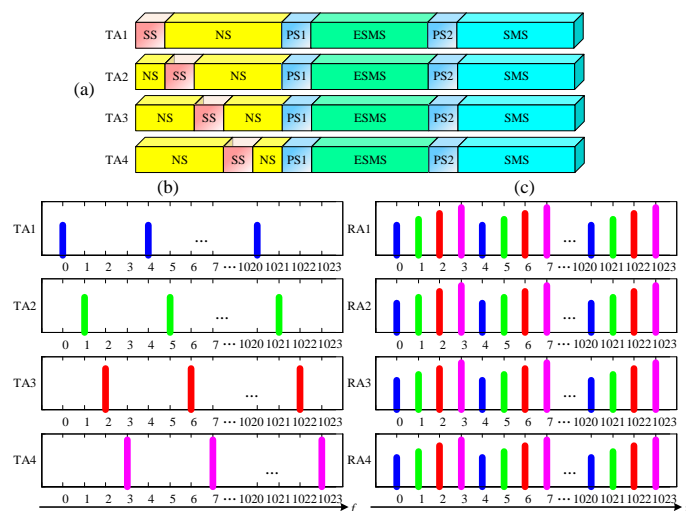 TA1 SS NS PS1 ESMS PS2 SMS
TA2 NS SS NS PS1 ESMS PS2 SMS
(a)
TA3 NS SS NS PS1 ESMS PS2 SMS
TA4 NS SS NS PS1 ESMS PS2 SMS
(b) (c)
TA1 ...
0 1 2 3 4 5 6 7 ... 1020 1021 1022 1023
RA1 ...
0 1 2 3 4 5 6 7 ... 1020 1021 1022 1023
TA2 ...
0 1 2 3 4 5 6 7 ... 1020 1021 1022 1023
RA2 ...
0 1 2 3 4 5 6 7 ... 1020 1021 1022 1023
TA3 ...
0 1 2 3 4 5 6 7 ... 1020 1021 1022 1023
RA3 ...
0 1 2 3 4 5 6 7 ... 1020 1021 1022 1023
TA4 ...
0 1 2 3 4 5 6 7 ... 1020 1021 1022 1023
RA4 ...
0 1 2 3 4 5 6 7 ... 1020 1021 1022 1023
f